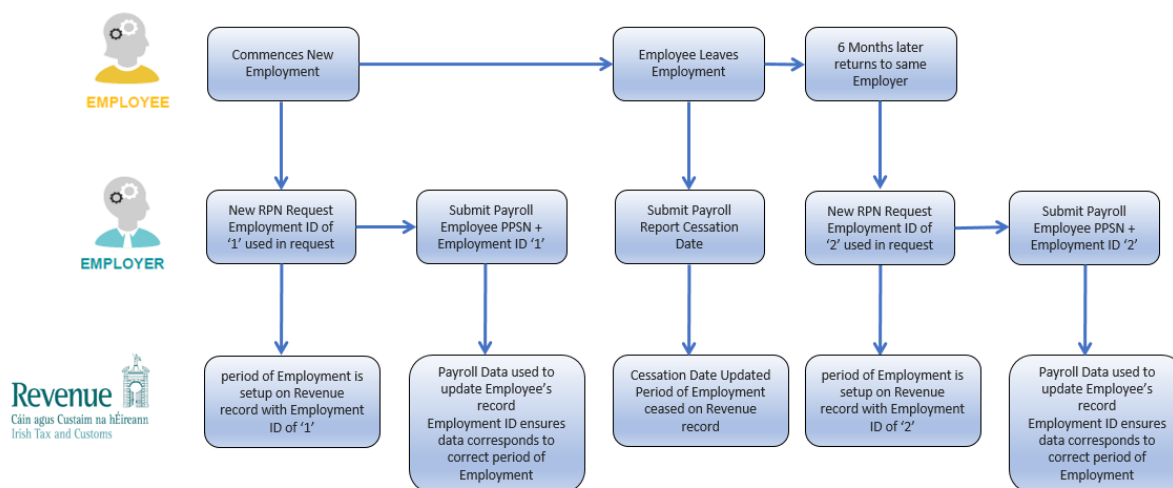 Commences New
Employment
Employee Leaves
Employment
6 Months later
returns to same
Employer
EMPLOYEE
New RPN Request
Employment ID of
‘1’ used in request
Submit Payroll
Employee PPSN +
Employment ID ‘1’
Submit Payroll
Report Cessation
Date
New RPN Request
Employment ID of
‘2’ used in request
Submit Payroll
Employee PPSN +
Employment ID ‘2’
EMPLOYER
Revenue
Cáin agus Custaim na hÉireann
Irish Tax and Customs
period of Employment is
setup on Revenue
record with Employment
ID of ‘1’
Payroll Data used to
update Employee’s
record
Employment ID ensures
data corresponds to
correct period of
Employment
Cessation Date Updated
Period of Employment
ceased on Revenue
record
period of Employment is
setup on Revenue
record with Employment
ID of ‘2’
Payroll Data used to
update Employee’s
record
Employment ID ensures
data corresponds to
correct period of
Employment